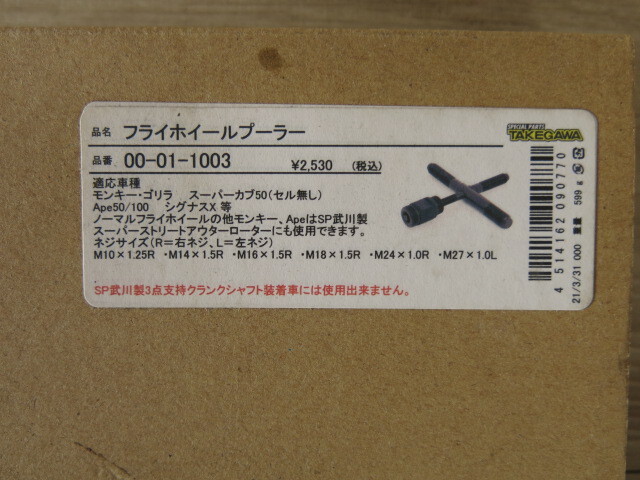 品名 フライホイールプーラー
SPECIAL PARTS
TAKEGAWA
品番 00-01-1003 ¥2,530 (税込)
適応車種
モンキー・ゴリラ スーパーカブ50(セル無し)
Ape50/100 シグナスX 等
ノーマルフライホイールの他モンキー、ApeはSP武川製
スーパーストリートアウターローターにも使用できます。
ネジサイズ(R=右ネジ、L=左ネジ)
M10×1.25R ・M14×1.5R ・M16×1.5R ・M18×1.5R ・M24×1.0R ・M27×1.0L
SP武川製3点支持クランクシャフト装着車には使用出来ません。
4 514162 090770
21/3/31 000 重量 599 g